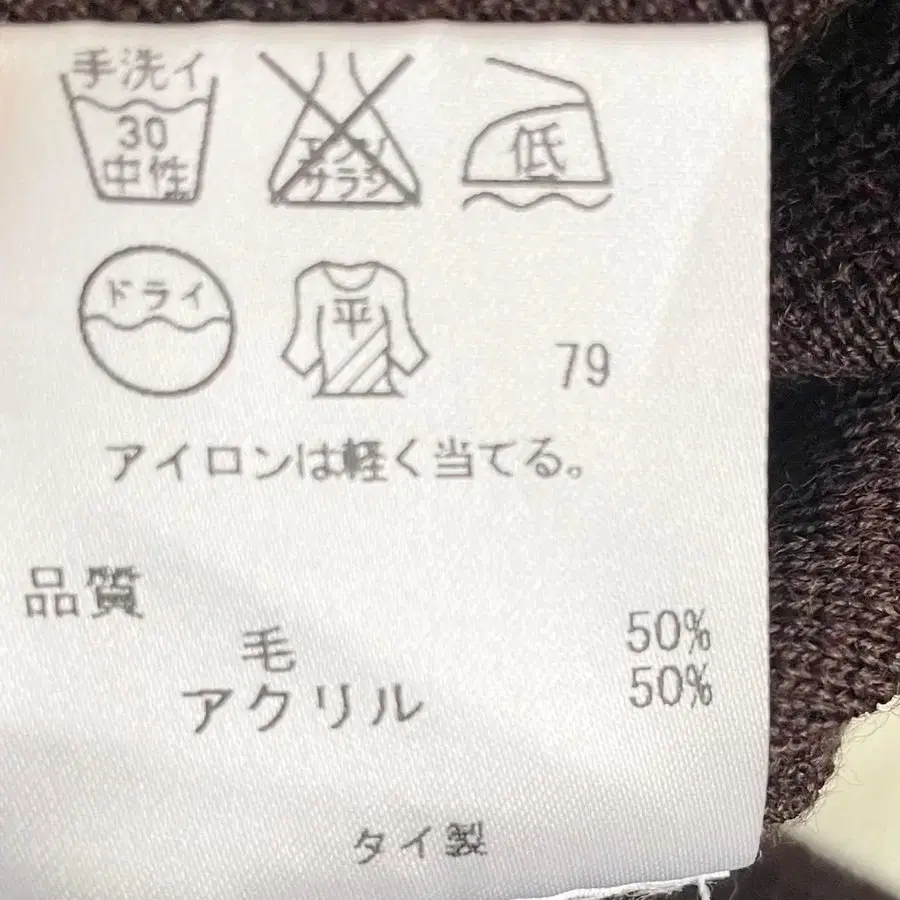 手洗イ
30
中性
エンソ
サラシ
低
ドライ
平
79
アイロンは軽く当てる。
品質
毛 50%
アクリル 50%
タイ製